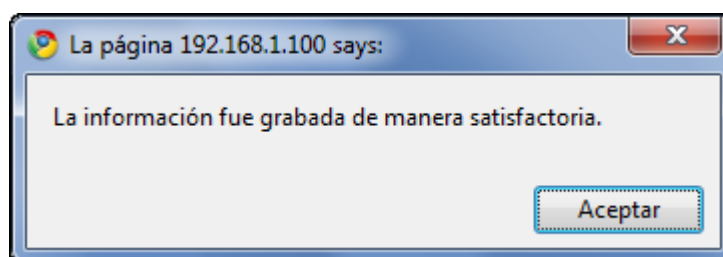 La página 192.168.1.100 says:
La información fue grabada de manera satisfactoria.
Aceptar